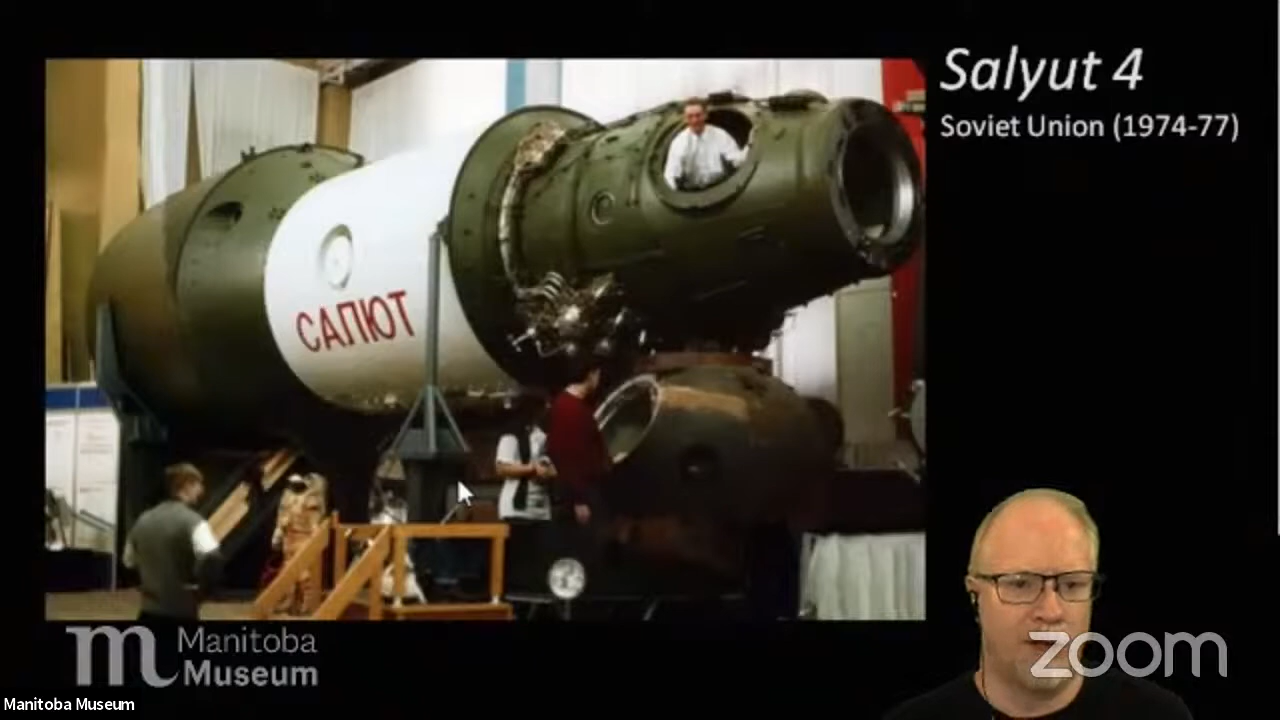 Salyut 4
Soviet Union (1974-77)
САЛЮТ
Manitoba
Museum
zoom
Manitoba Museum